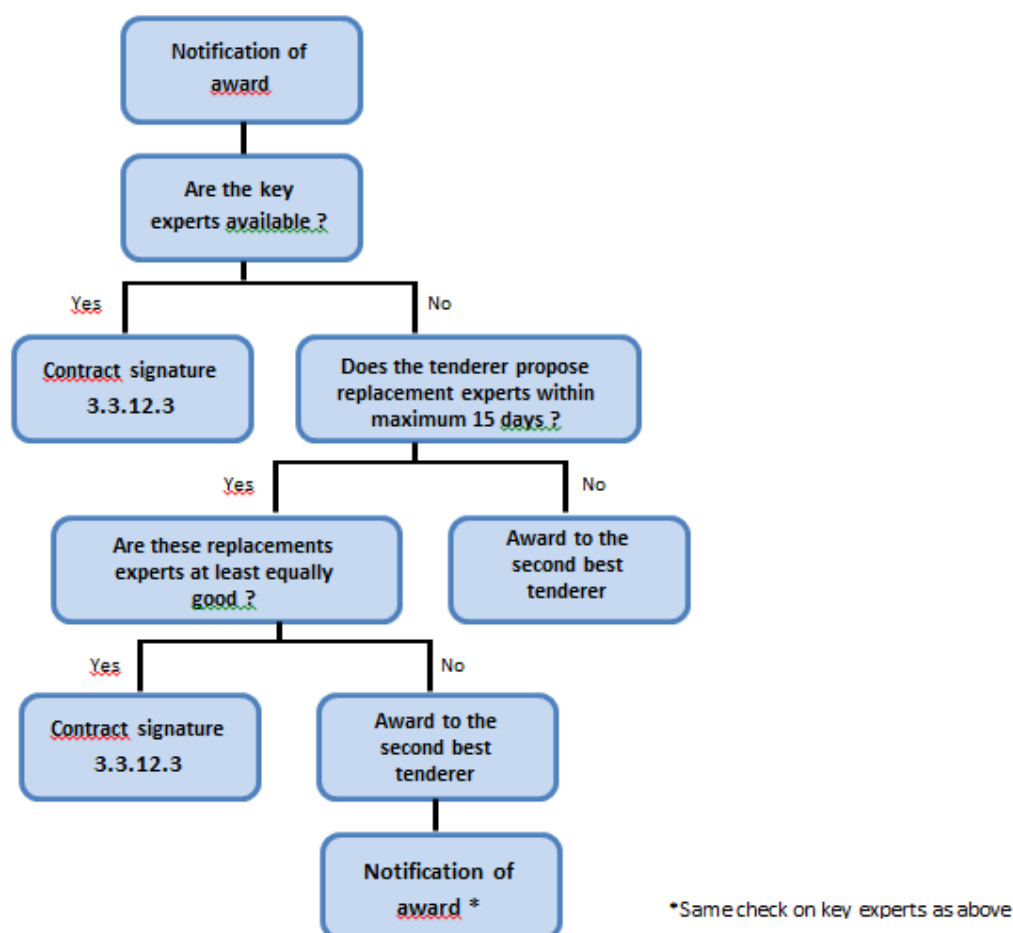 Notification of
award
Are the key
experts available ?
Yes
No
Contract signature
3.3.12.3
Does the tenderer propose
replacement experts within
maximum 15 days ?
Yes
No
Are these replacements
experts at least equally
good ?
Award to the
second best
tenderer
Yes
No
Contract signature
3.3.12.3
Award to the
second best
tenderer
Notification of
award *
*Same check on key experts as above